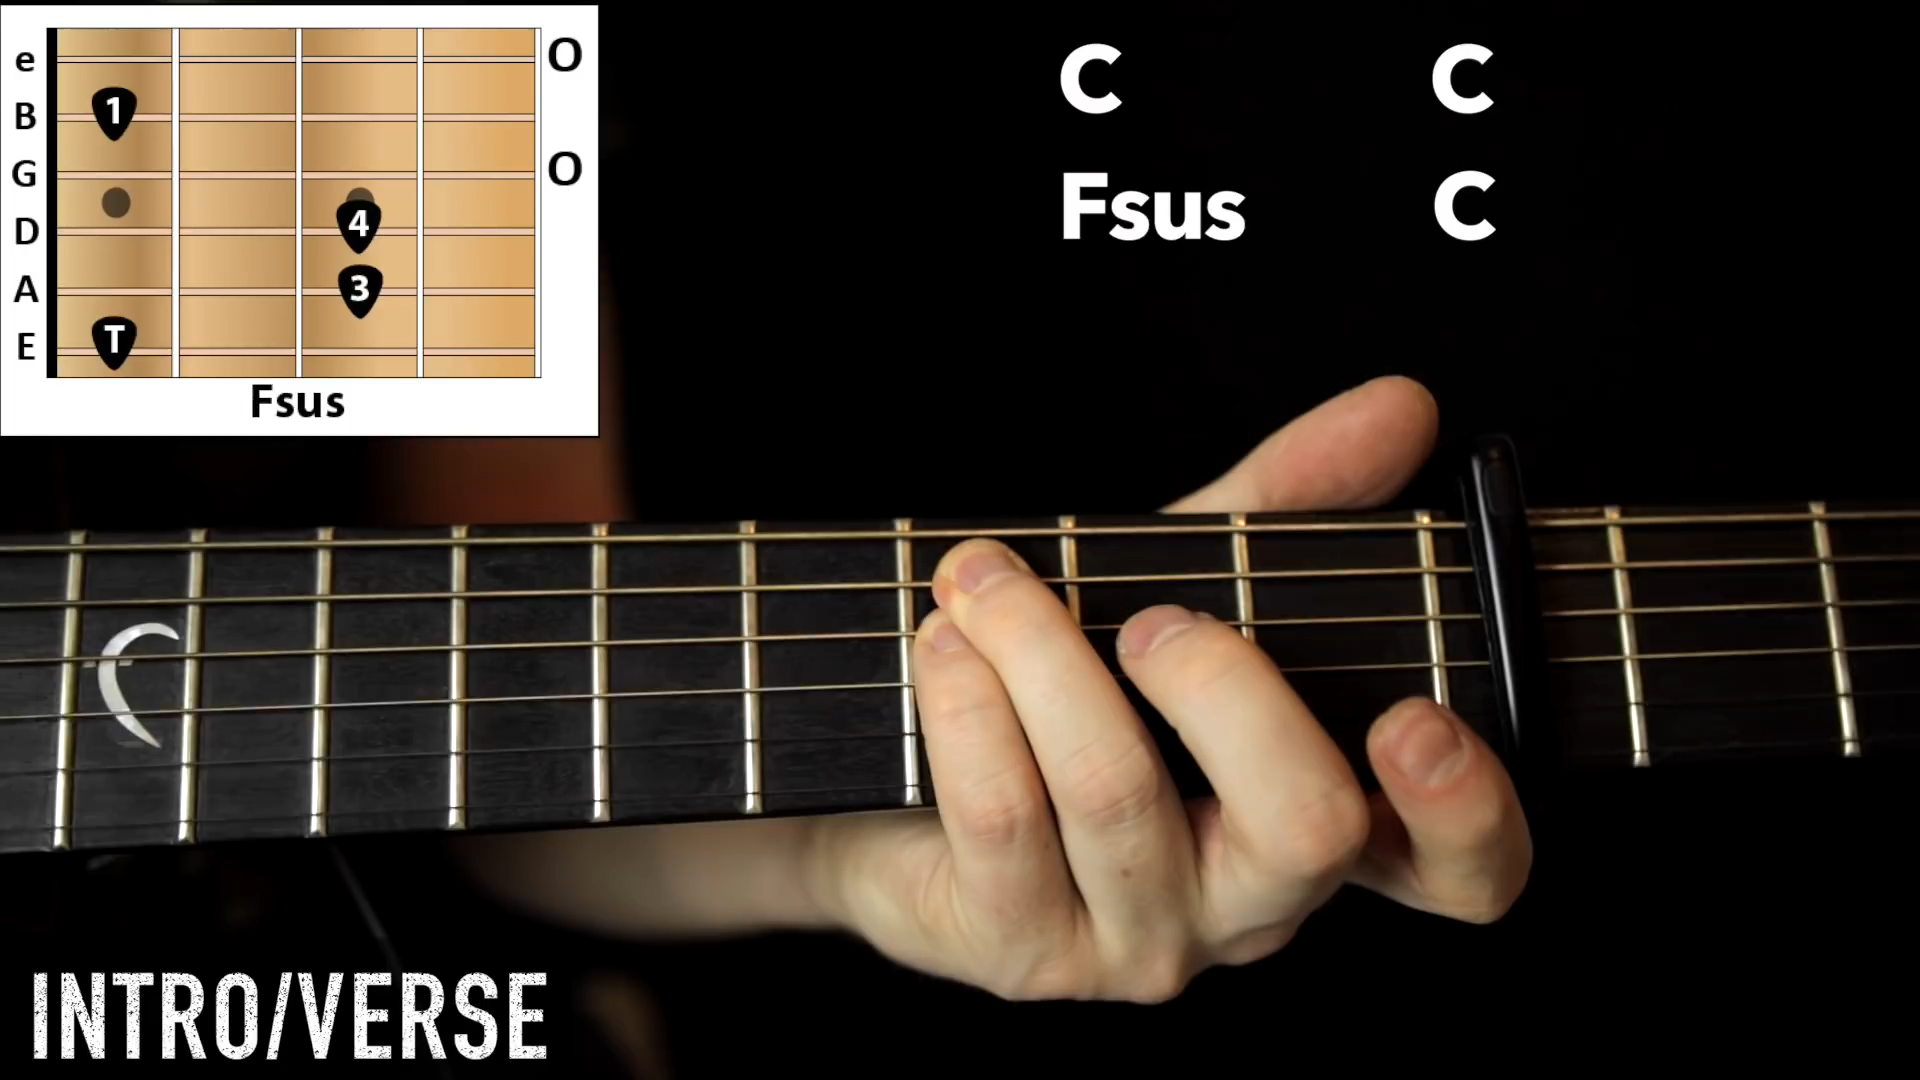 e O
B 1
G O
D 4
A 3
E T
Fsus
C C
Fsus C
INTRO/VERSE